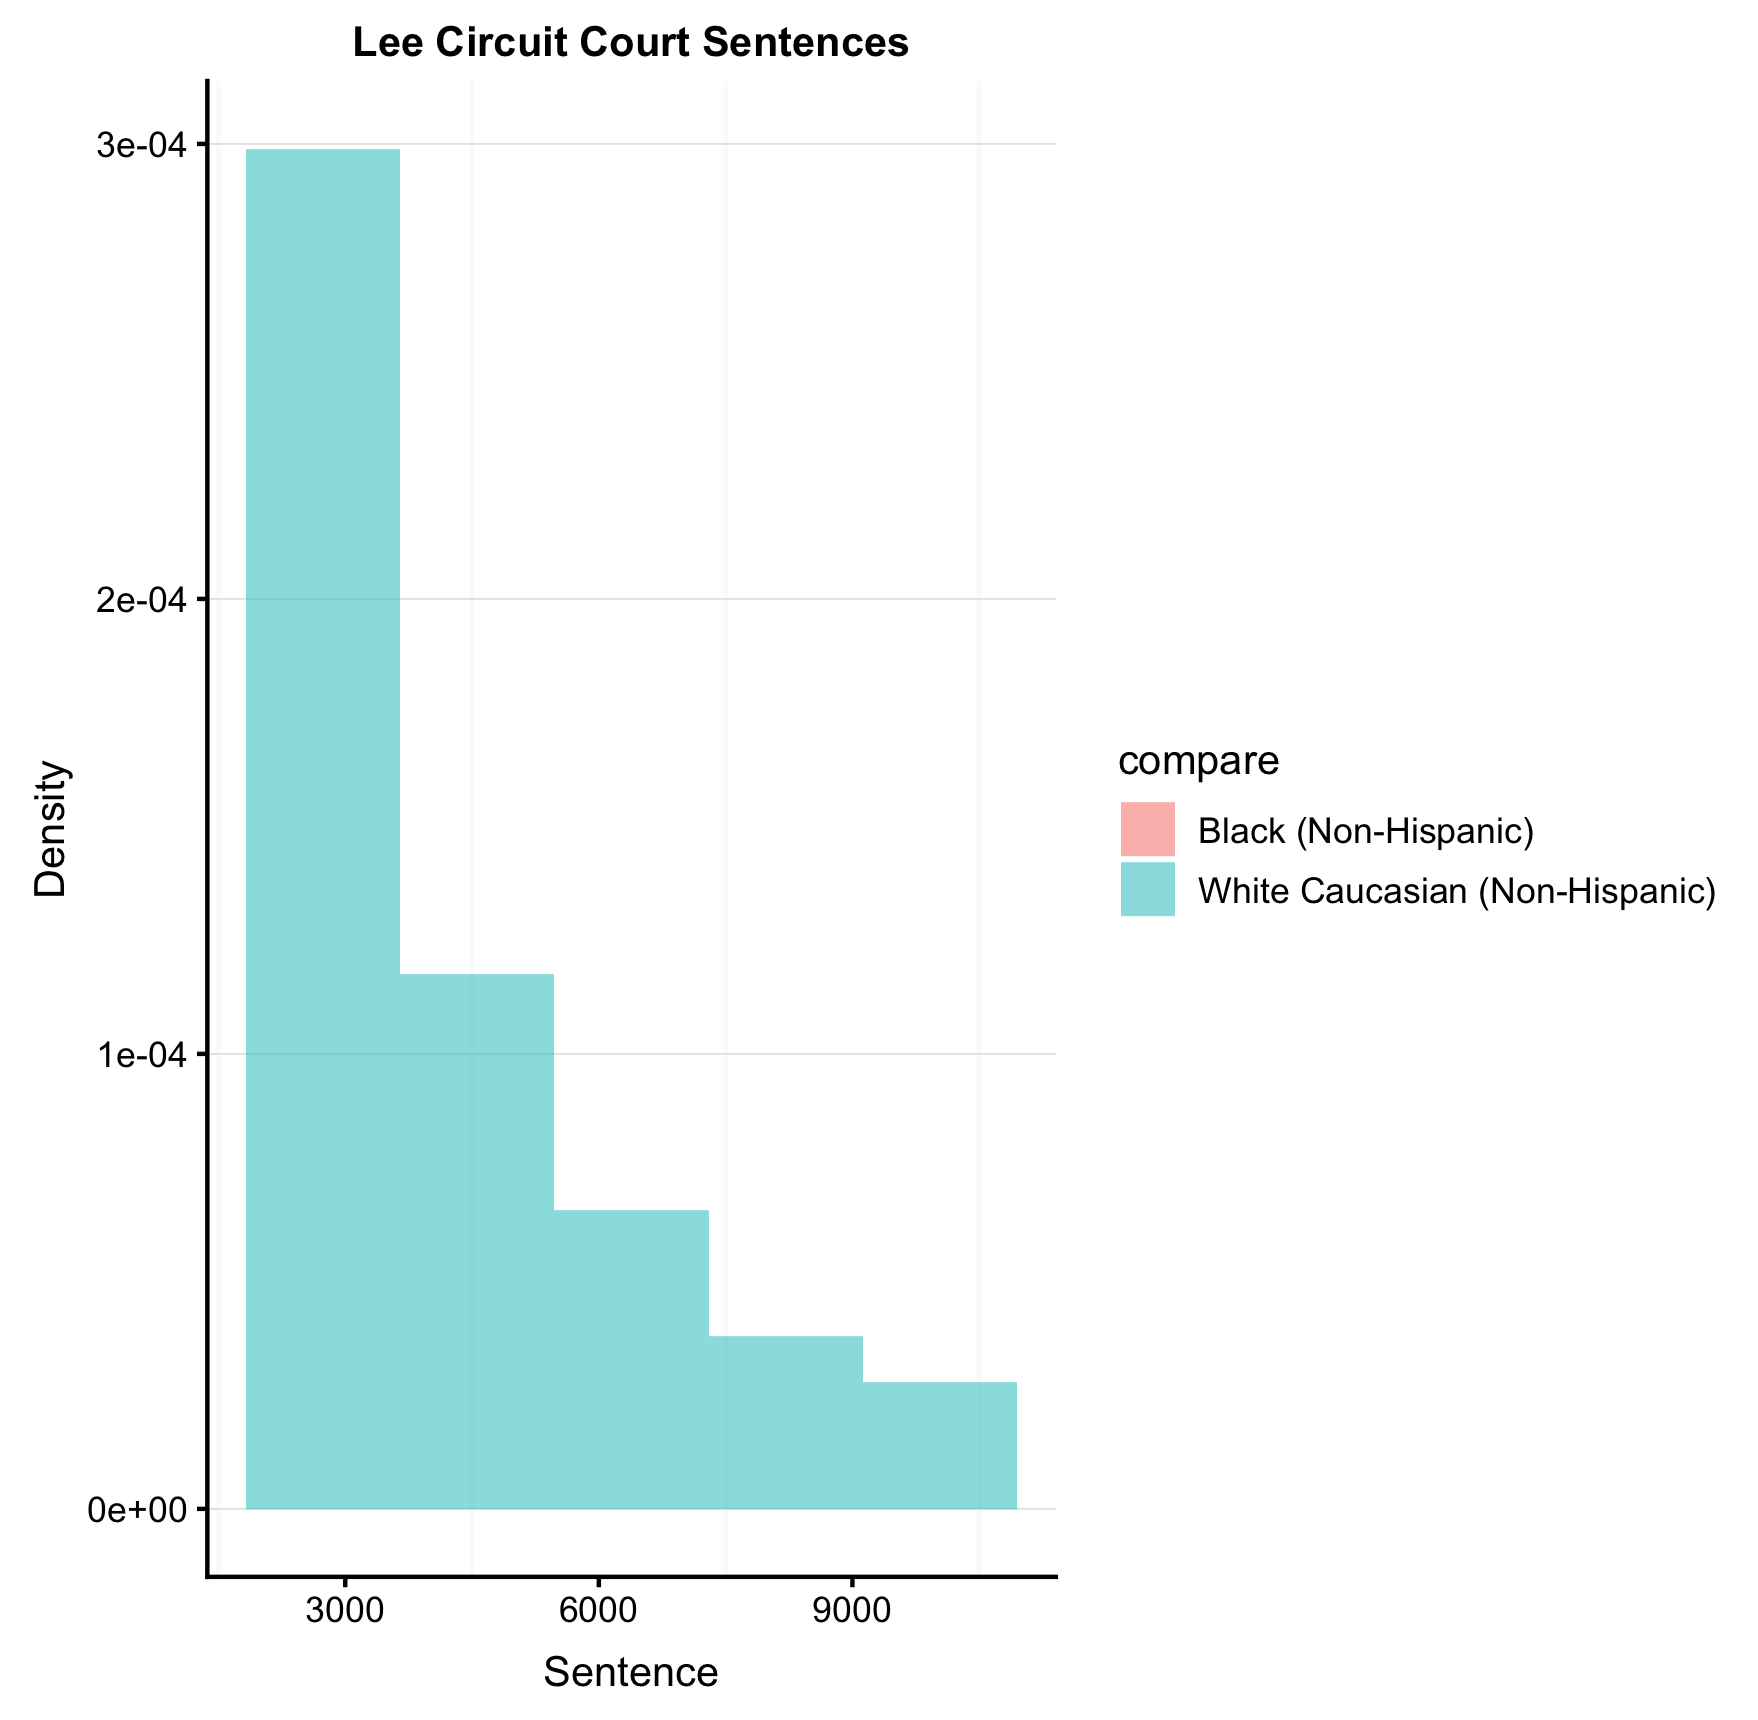 Lee Circuit Court Sentences
3e-04
2e-04
1e-04
0e+00
Density
3000 6000 9000
Sentence
compare
Black (Non-Hispanic)
White Caucasian (Non-Hispanic)